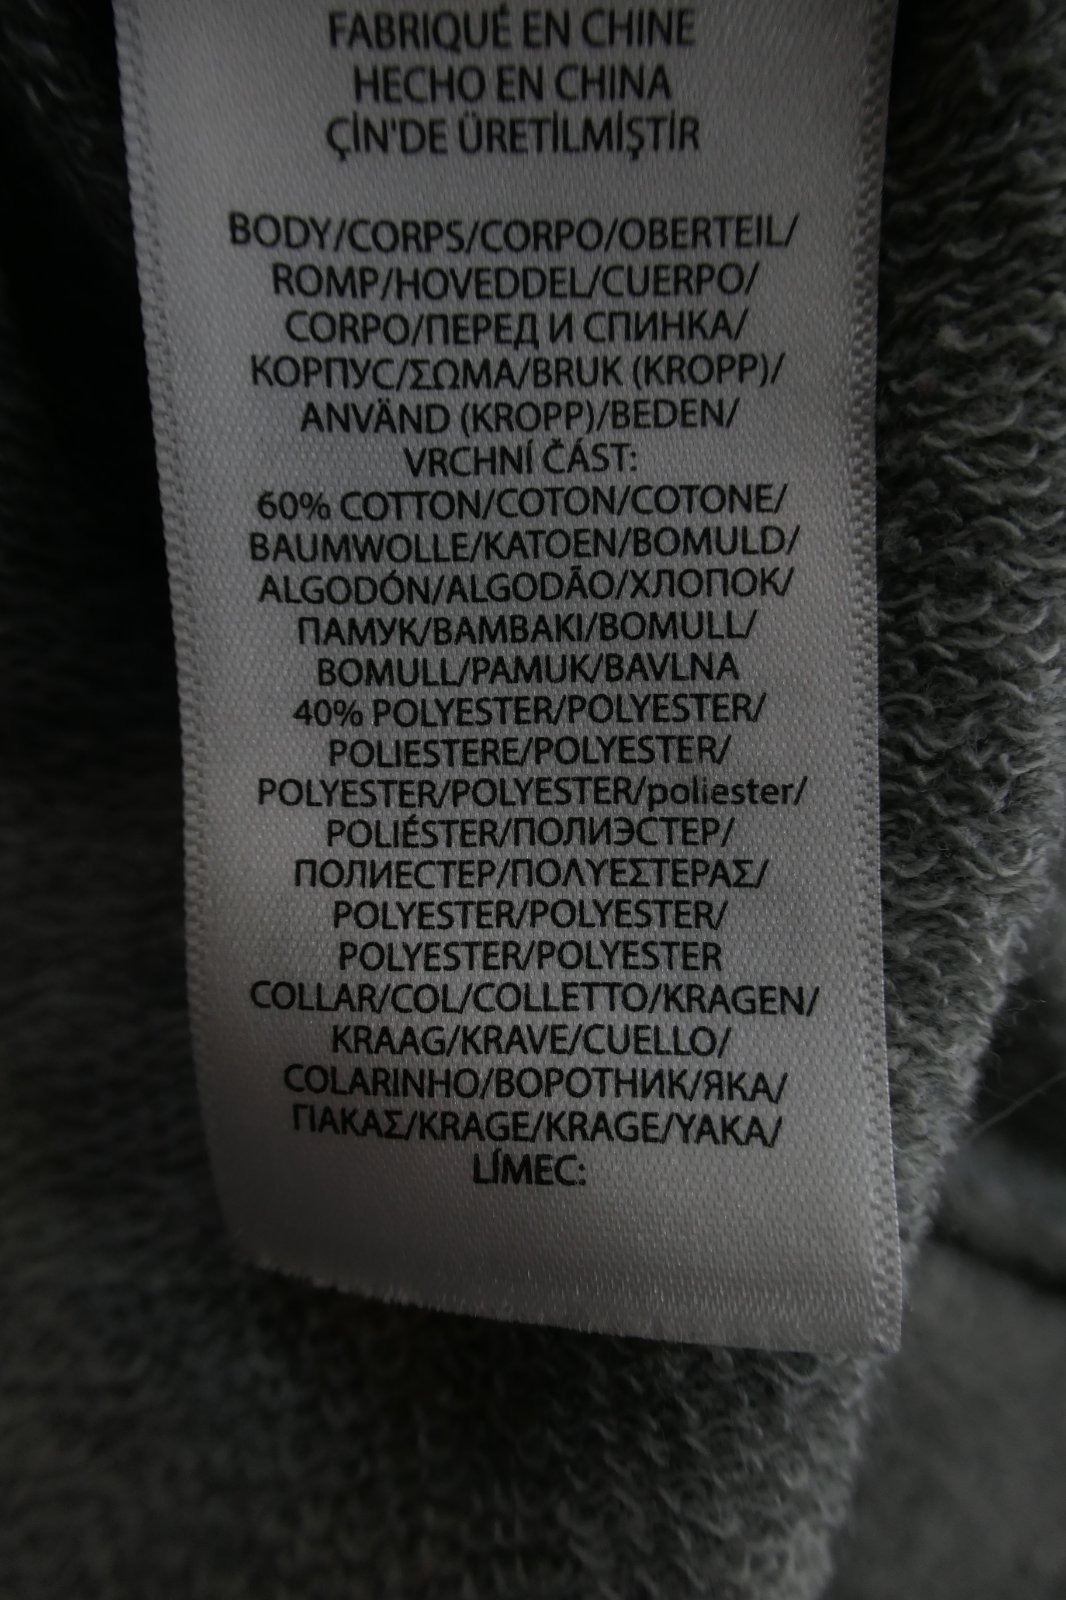 FABRIQUÉ EN CHINE
HECHO EN CHINA
ÇİN'DE ÜRETİLMİŞTİR
BODY/CORPS/CORPO/OBERTEIL/
ROMP/HOVEDDEL/CUERPO/
CORPO/ПЕРЕД И СПИНКА/
КОРПУС/ΣΩΜΑ/BRUK (KROPP)/
ANVÄND (KROPP)/BEDEN/
VRCHNÍ ČÁST:
60% COTTON/COTON/COTONE/
BAUMWOLLE/KATOEN/BOMULD/
ALGODÓN/ALGODÃO/ХЛОПОК/
ПАМУК/BAMBAKI/BOMULL/
BOMULL/PAMUK/BAVLNA
40% POLYESTER/POLYESTER/
POLIESTERE/POLYESTER/
POLYESTER/POLYESTER/poliester/
POLIÉSTER/ПОЛИЭСТЕР/
ПОЛИЕСТЕР/ΠΟΛΥΕΣΤΕΡΑΣ/
POLYESTER/POLYESTER/
POLYESTER/POLYESTER
COLLAR/COL/COLLETTO/KRAGEN/
KRAAG/KRAVE/CUELLO/
COLARINHO/ВОРОТНИК/ЯКА/
ΓΙΑΚΑΣ/KRAGE/KRAGE/YAKA/
LÍMEC: